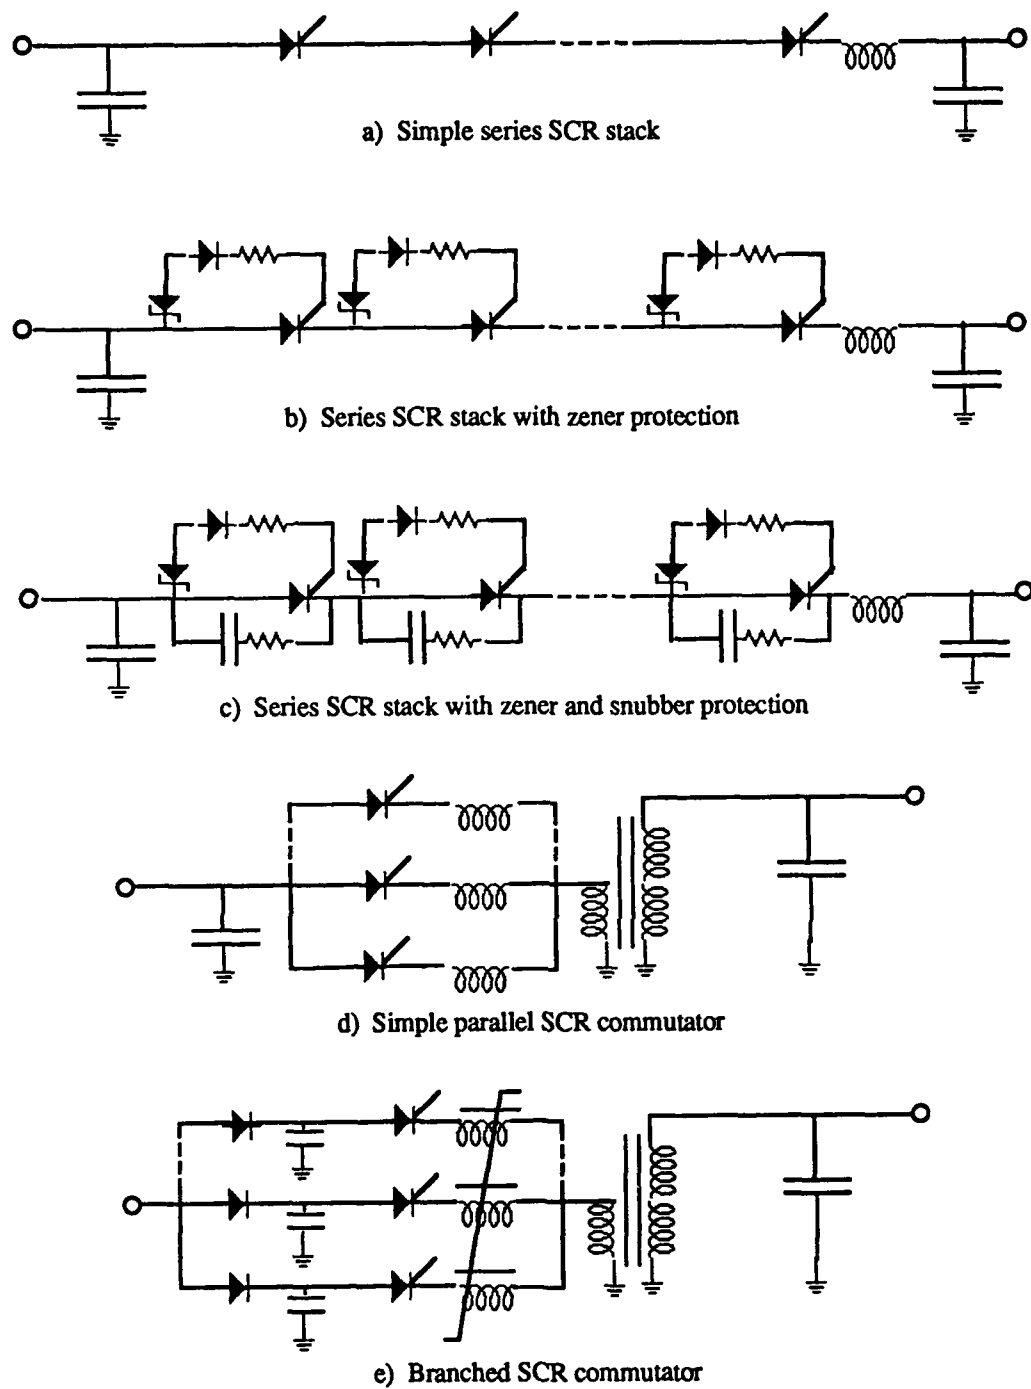 a) Simple series SCR stack
b) Series SCR stack with zener protection
c) Series SCR stack with zener and snubber protection
d) Simple parallel SCR commutator
e) Branched SCR commutator